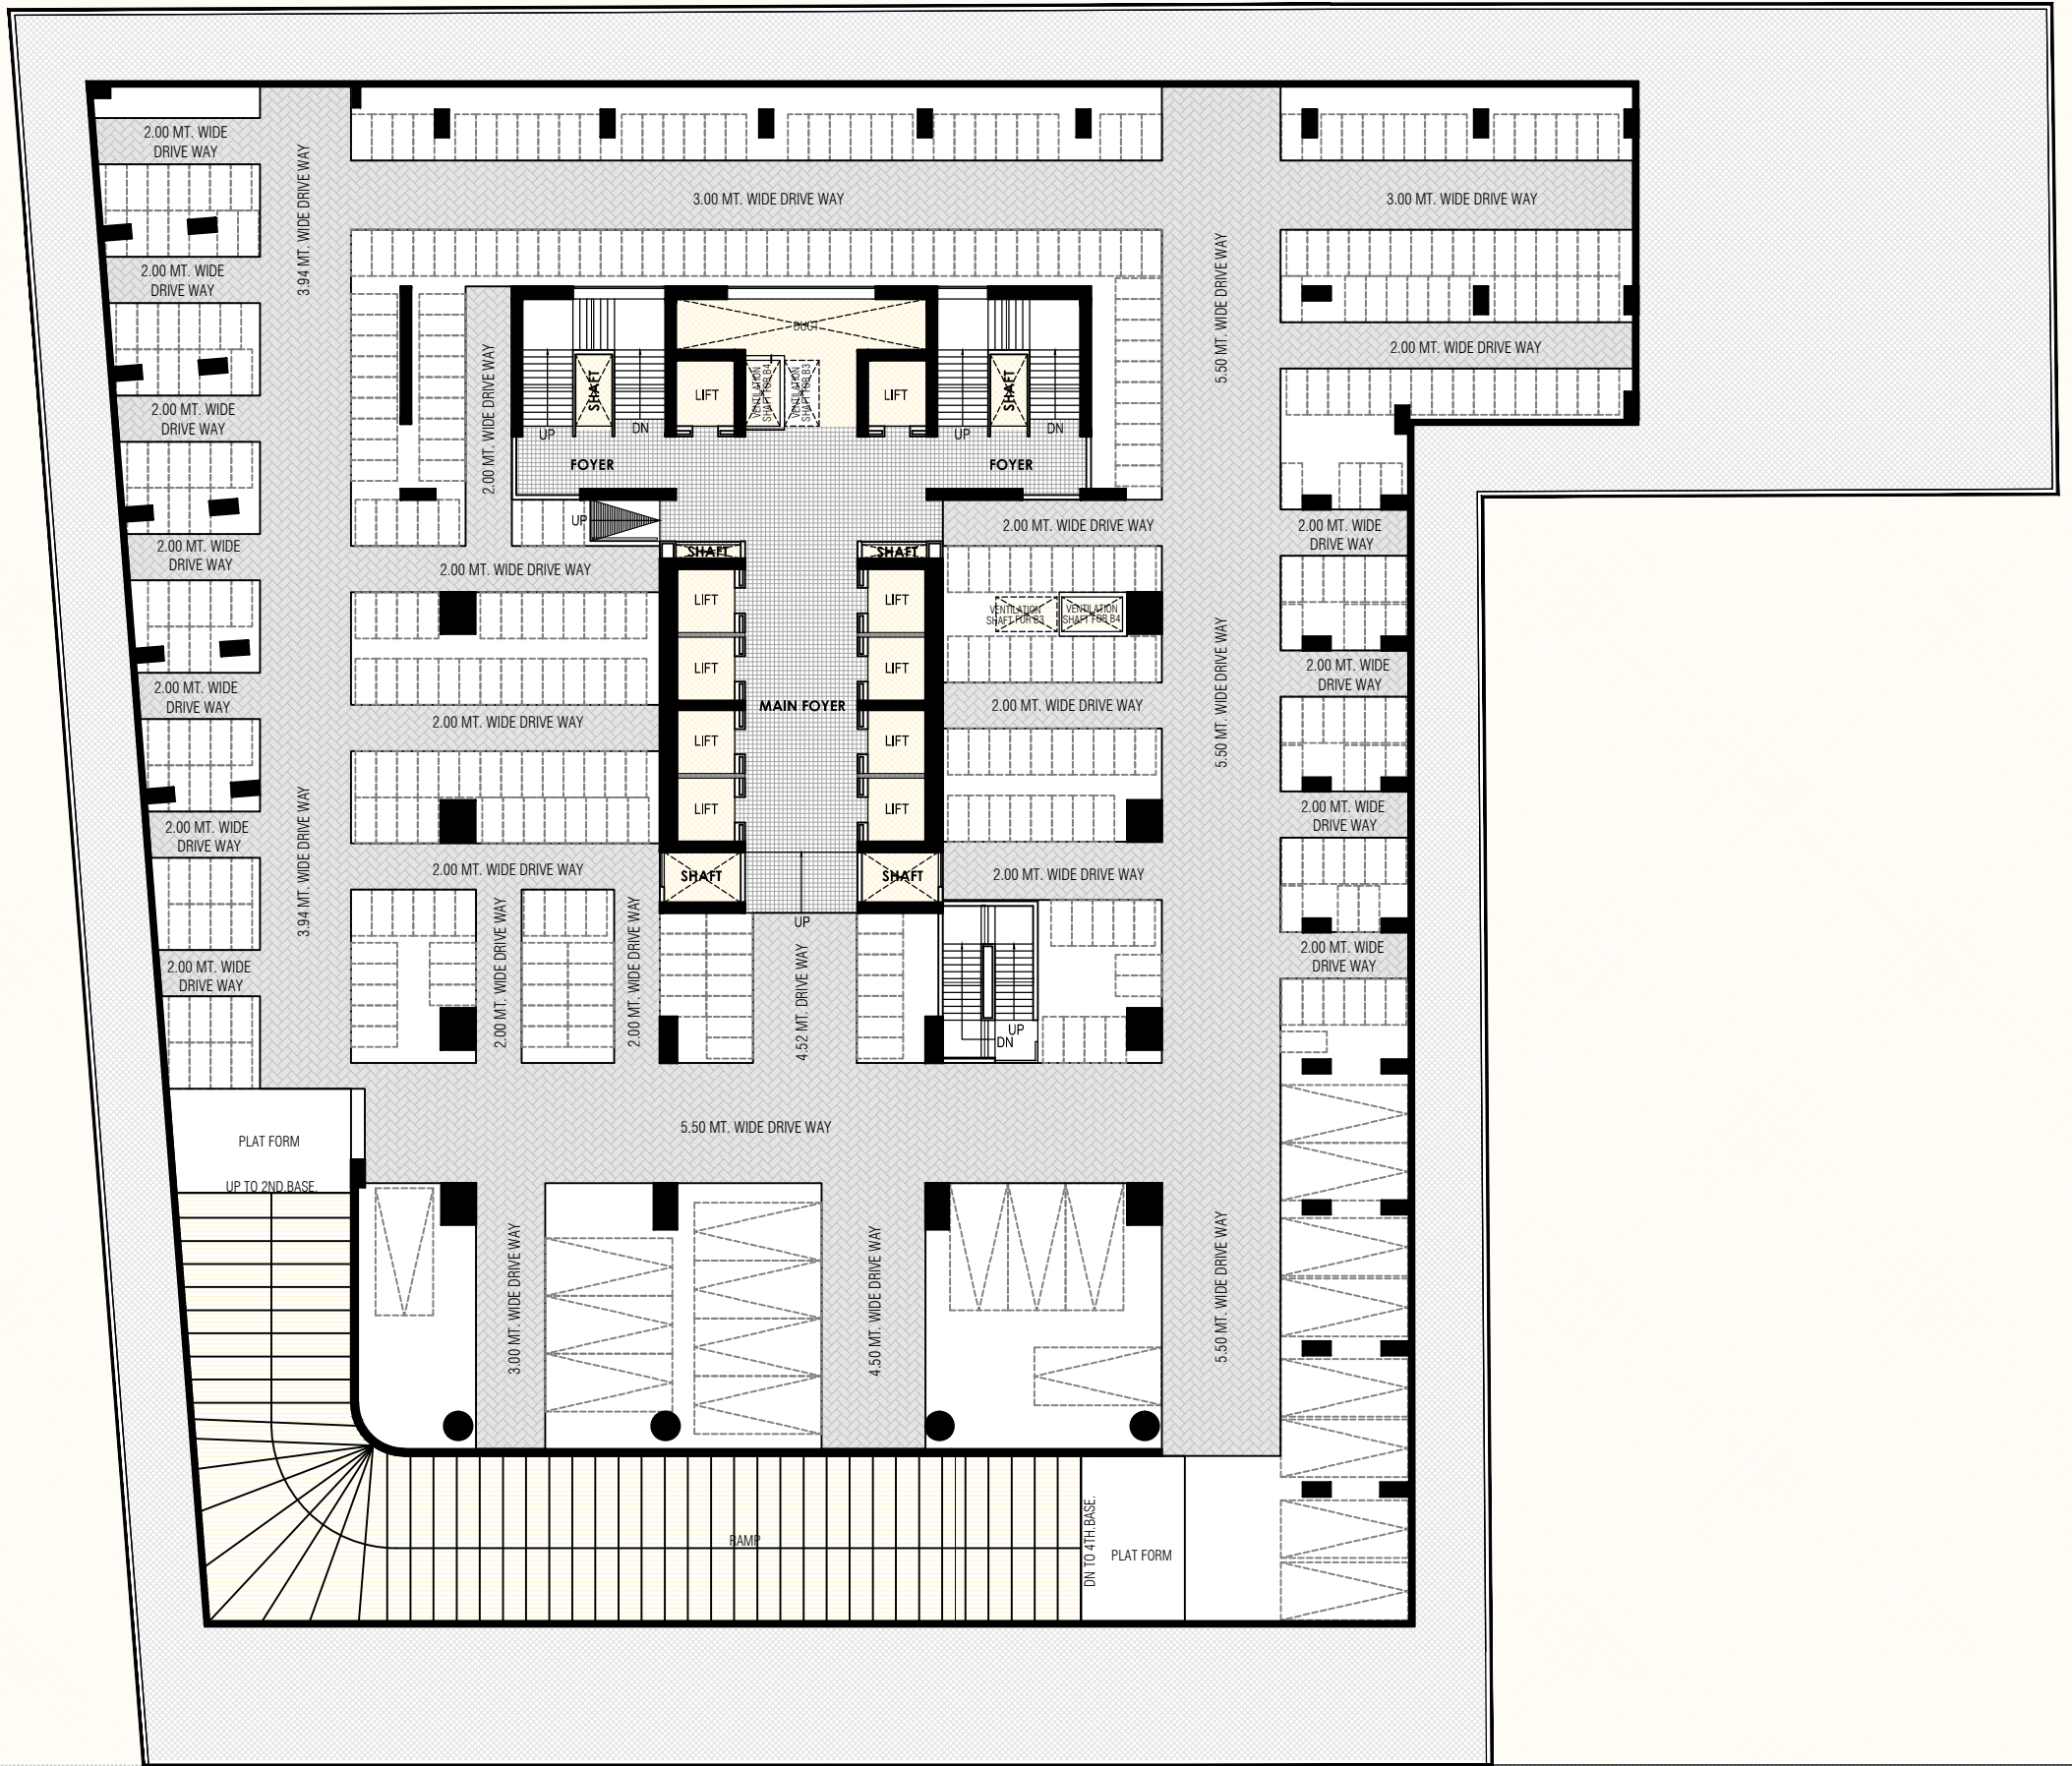 2.00 MT. WIDE
DRIVE WAY
3.94 MT. WIDE DRIVE WAY
3.00 MT. WIDE DRIVE WAY
3.00 MT. WIDE DRIVE WAY
2.00 MT. WIDE
DRIVE WAY
5.50 MT. WIDE DRIVE WAY
2.00 MT. WIDE DRIVE WAY
DUCT
2.00 MT. WIDE DRIVE WAY
SHAFT
LIFT
VENTILATION
SHAFT FOR B4
VENTILATION
SHAFT FOR B3
LIFT
SHAFT
2.00 MT. WIDE
DRIVE WAY
UP
DN
UP
DN
FOYER
FOYER
UP
2.00 MT. WIDE DRIVE WAY
2.00 MT. WIDE
DRIVE WAY
2.00 MT. WIDE
DRIVE WAY
SHAFT
SHAFT
2.00 MT. WIDE DRIVE WAY
LIFT
LIFT
VENTILATION
SHAFT FOR B3
VENTILATION
SHAFT FOR B4
LIFT
LIFT
2.00 MT. WIDE
DRIVE WAY
5.50 MT. WIDE DRIVE WAY
2.00 MT. WIDE
DRIVE WAY
MAIN FOYER
2.00 MT. WIDE DRIVE WAY
2.00 MT. WIDE DRIVE WAY
LIFT
LIFT
LIFT
LIFT
2.00 MT. WIDE
DRIVE WAY
2.00 MT. WIDE
DRIVE WAY
3.94 MT. WIDE DRIVE WAY
2.00 MT. WIDE DRIVE WAY
SHAFT
SHAFT
2.00 MT. WIDE DRIVE WAY
UP
2.00 MT. WIDE
DRIVE WAY
2.00 MT. WIDE
DRIVE WAY
2.00 MT. WIDE DRIVE WAY
2.00 MT. WIDE DRIVE WAY
4.52 MT. DRIVE WAY
UP
DN
5.50 MT. WIDE DRIVE WAY
PLAT FORM
UP TO 2ND.BASE.
3.00 MT. WIDE DRIVE WAY
4.50 MT. WIDE DRIVE WAY
5.50 MT. WIDE DRIVE WAY
RAMP
DN TO 4TH.BASE.
PLAT FORM